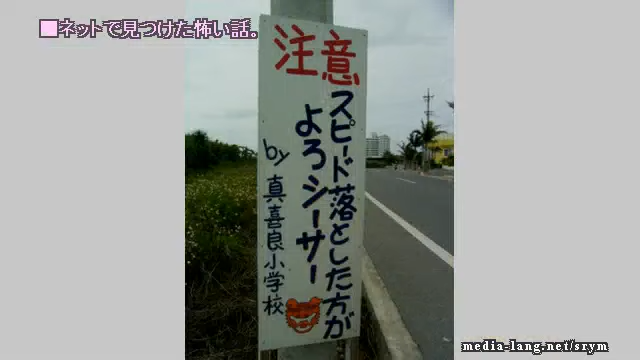 ■ネットで見つけた怖い話。
注意
スピード落とした方が
よろシーサー
by 真喜良小学校
media-lang.net/srym